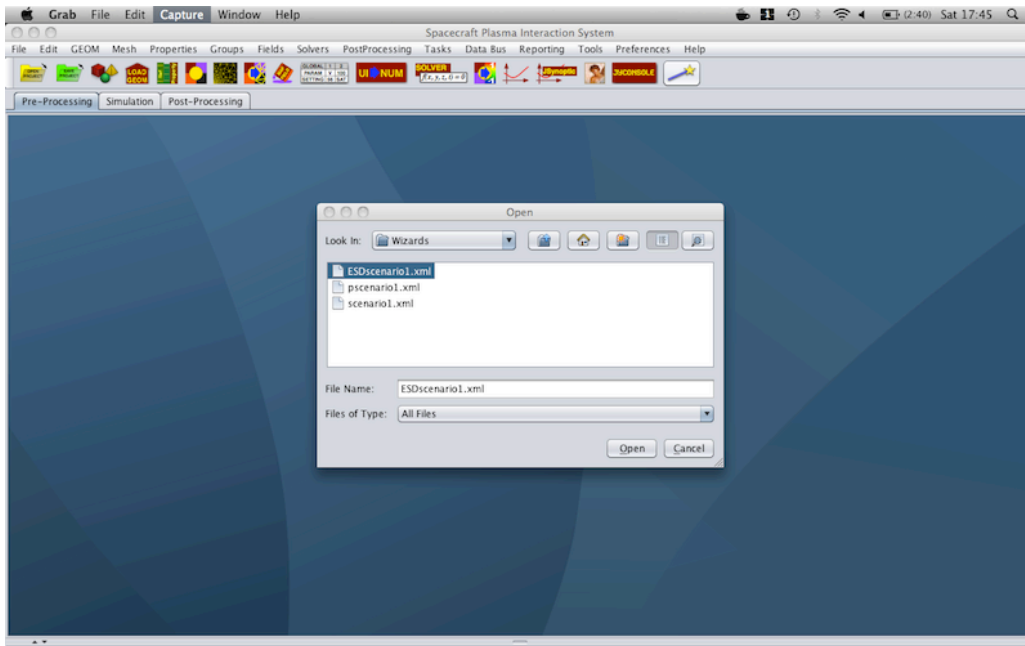 Grab File Edit Capture Window Help (2:40) Sat 17:45
Spacecraft Plasma Interaction System
File Edit GEOM Mesh Properties Groups Fields Solvers PostProcessing Tasks Data Bus Reporting Tools Preferences Help
LOAD GEOM UI NUM SOLVER JSynoptic JYCONSOLE
Pre-Processing Simulation Post-Processing
Open
Look In: Wizards
ESDscenario1.xml
pscenario1.xml
scenario1.xml
File Name: ESDscenario1.xml
Files of Type: All Files
Open Cancel